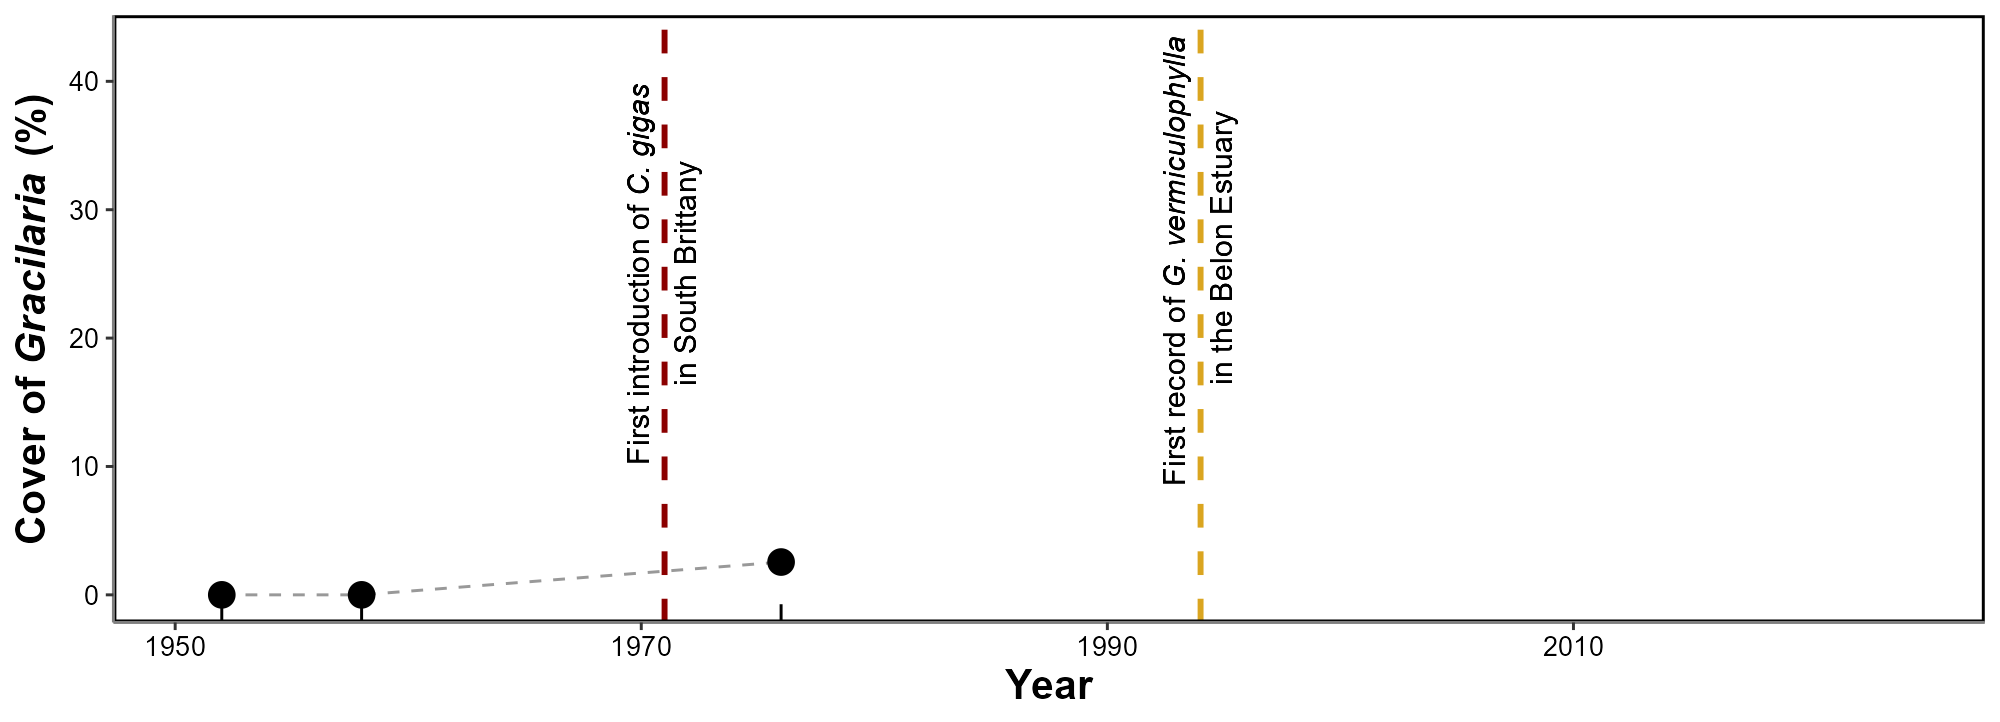 Cover of Gracilaria (%)
40
30
20
10
0
First introduction of C. gigas
in South Brittany
First record of G. vermiculophylla
in the Belon Estuary
1950
1970
1990
2010
Year